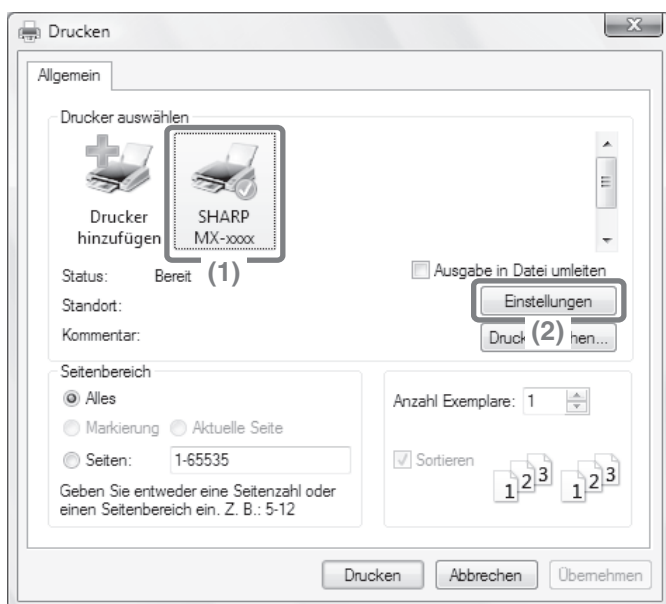 Drucken
Allgemein
Drucker auswählen
Drucker
hinzufügen
SHARP
MX-xxxx
(1)
Status: Bereit
Ausgabe in Datei umleiten
Standort:
Einstellungen
Kommentar:
(2)
Seitenbereich
Alles
Markierung Aktuelle Seite
Seiten: 1-65535
Geben Sie entweder eine Seitenzahl oder
einen Seitenbereich ein. Z. B.: 5-12
Anzahl Exemplare: 1
Sortieren
1 2 3 1 2 3
Drucken Abbrechen Übernehmen